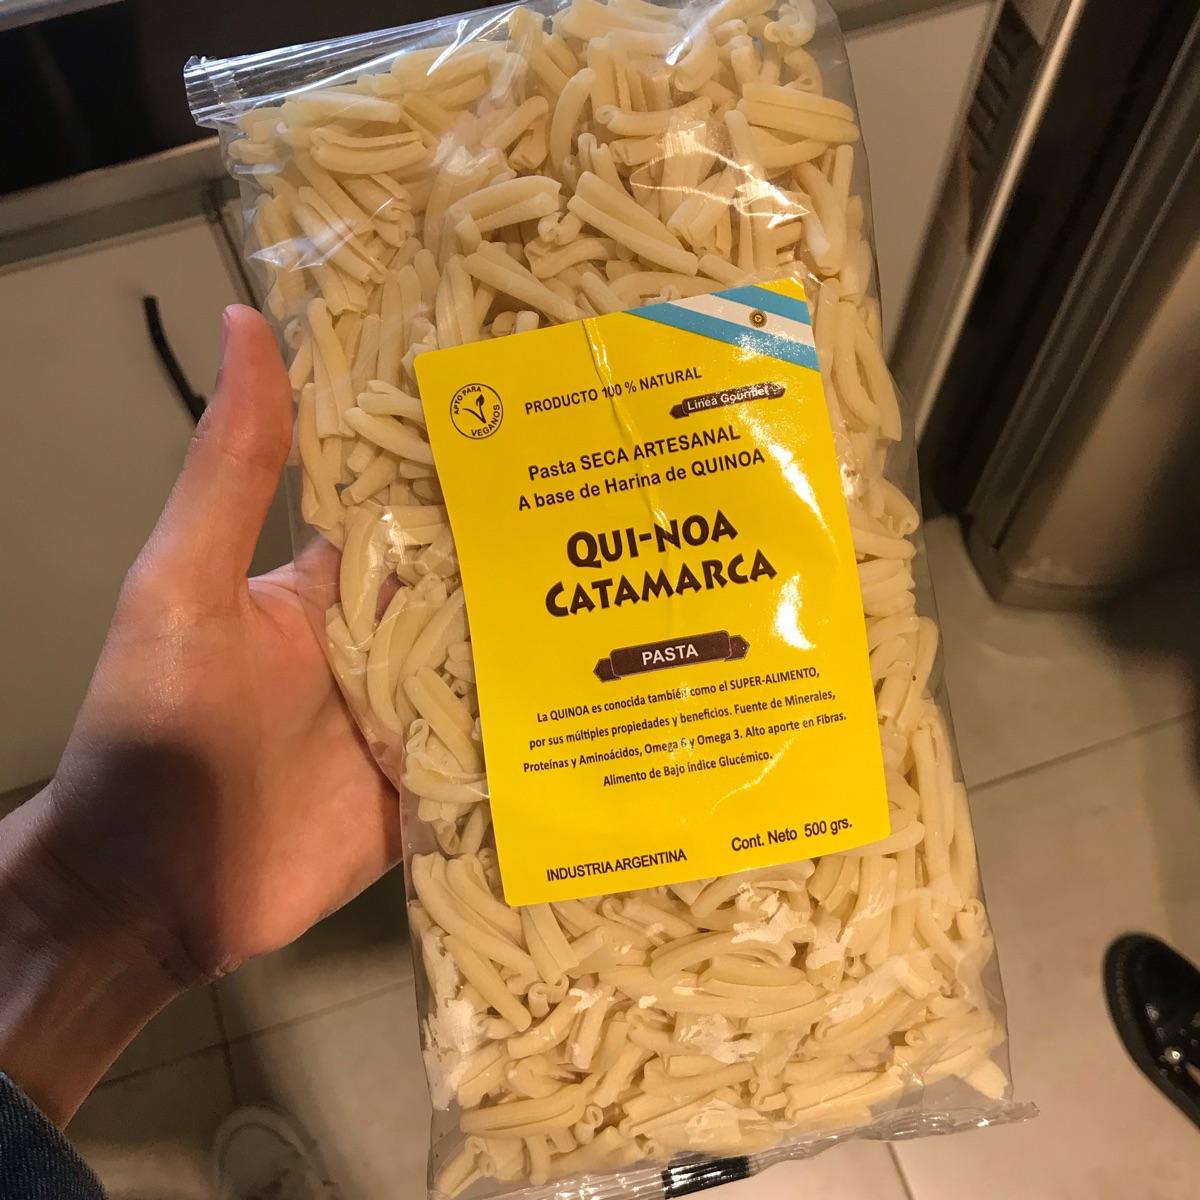 APTO PARA
VEGANOS
PRODUCTO 100 % NATURAL
Linea Gourmet
Pasta SECA ARTESANAL
A base de Harina de QUINOA
QUI-NOA
CATAMARCA
PASTA
La QUINOA es conocida también como el SUPER-ALIMENTO,
por sus múltiples propiedades y beneficios. Fuente de Minerales,
Proteínas y Aminoácidos, Omega 6 y Omega 3. Alto aporte en Fibras.
Alimento de Bajo índice Glucémico.
Cont. Neto 500 grs.
INDUSTRIA ARGENTINA